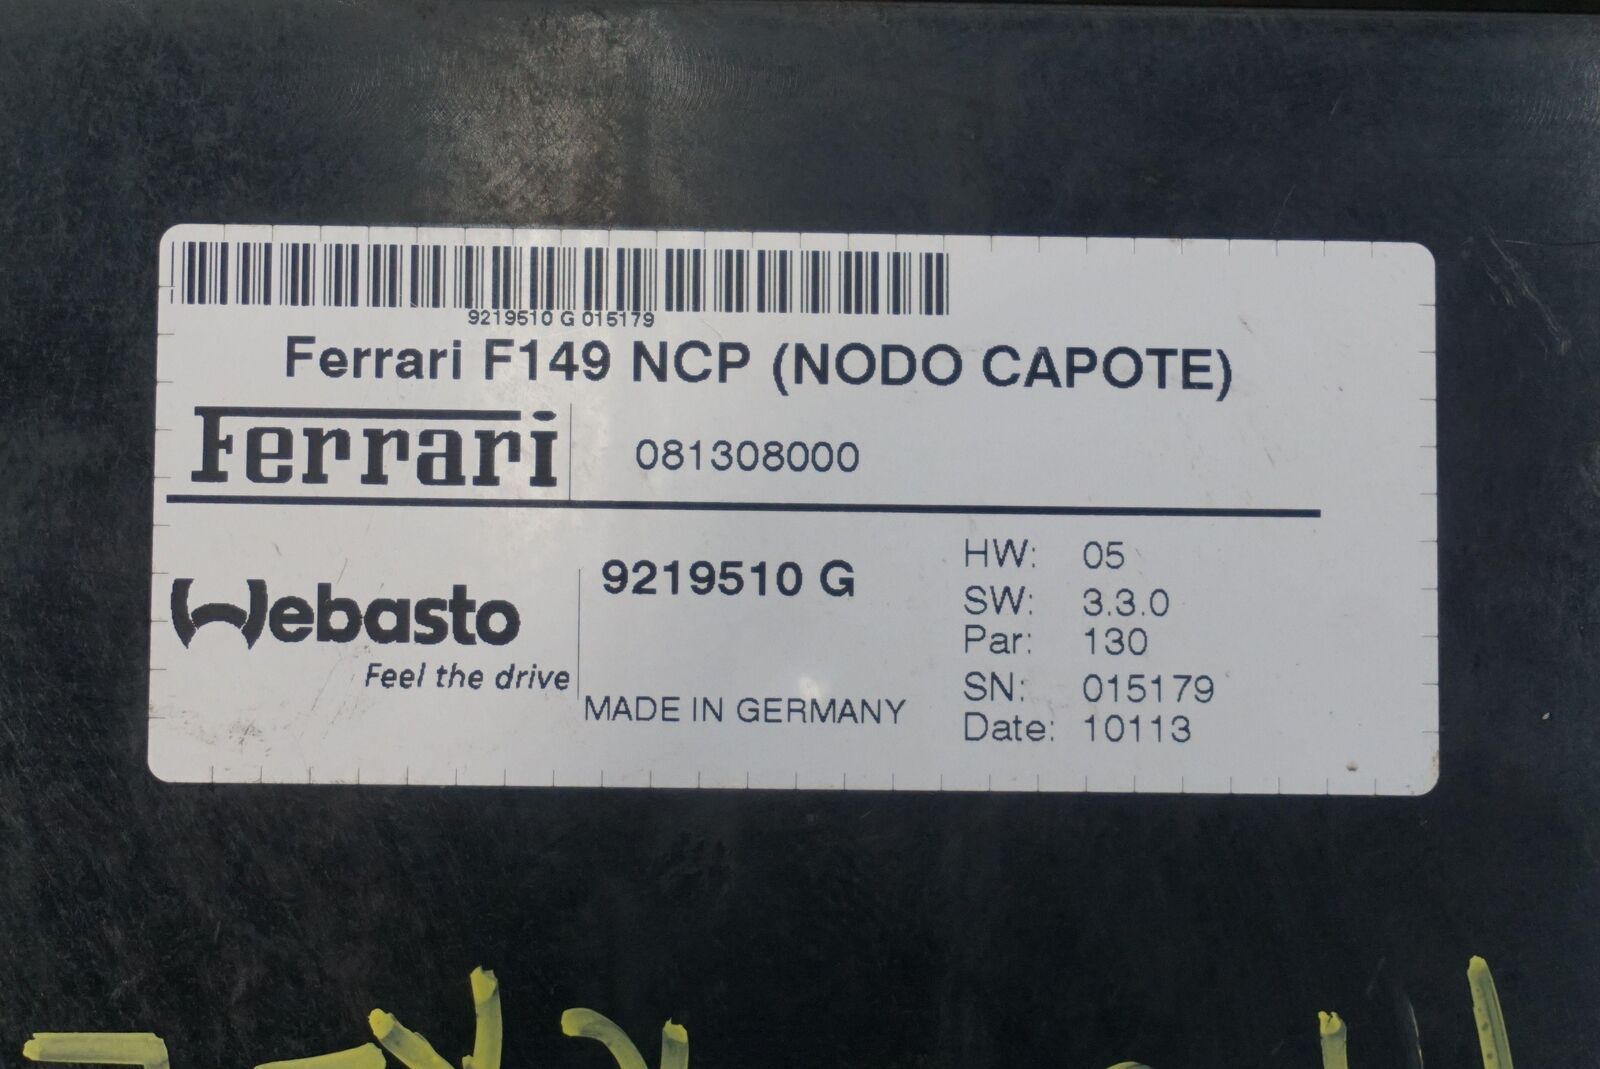 9219510 G 015179
Ferrari F149 NCP (NODO CAPOTE)
Ferrari 081308000
Webasto
Feel the drive
9219510 G
MADE IN GERMANY
HW: 05
SW: 3.3.0
Par: 130
SN: 015179
Date: 10113